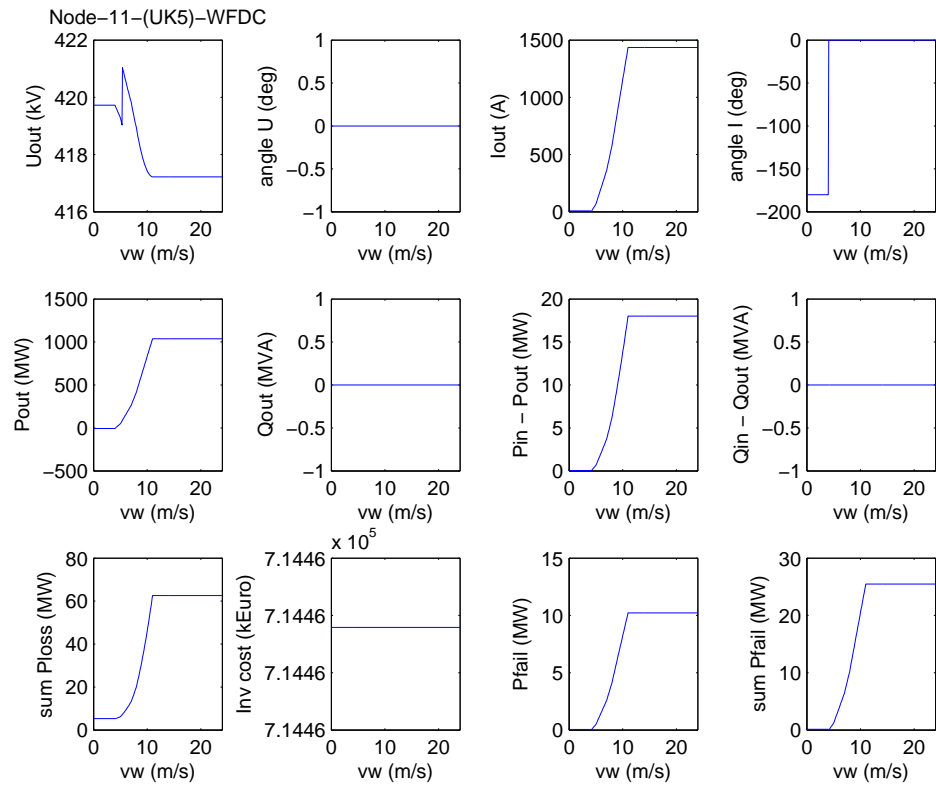 Node−11−(UK5)−WFDC
422
420
418
416
Uout (kV)
0 10 20
vw (m/s)
1
0.5
0
−0.5
−1
angle U (deg)
0 10 20
vw (m/s)
1500
1000
500
0
Iout (A)
0 10 20
vw (m/s)
0
−50
−100
−150
−200
angle I (deg)
0 10 20
vw (m/s)
1500
1000
500
0
−500
Pout (MW)
0 10 20
vw (m/s)
1
0.5
0
−0.5
−1
Qout (MVA)
0 10 20
vw (m/s)
20
15
10
5
0
Pin − Pout (MW)
0 10 20
vw (m/s)
1
0.5
0
−0.5
−1
Qin − Qout (MVA)
0 10 20
vw (m/s)
80
60
40
20
0
sum Ploss (MW)
0 10 20
vw (m/s)
x 10^5
7.1446
7.1446
7.1446
7.1446
Inv cost (kEuro)
0 10 20
vw (m/s)
15
10
5
0
Pfail (MW)
0 10 20
vw (m/s)
30
20
10
0
sum Pfail (MW)
0 10 20
vw (m/s)